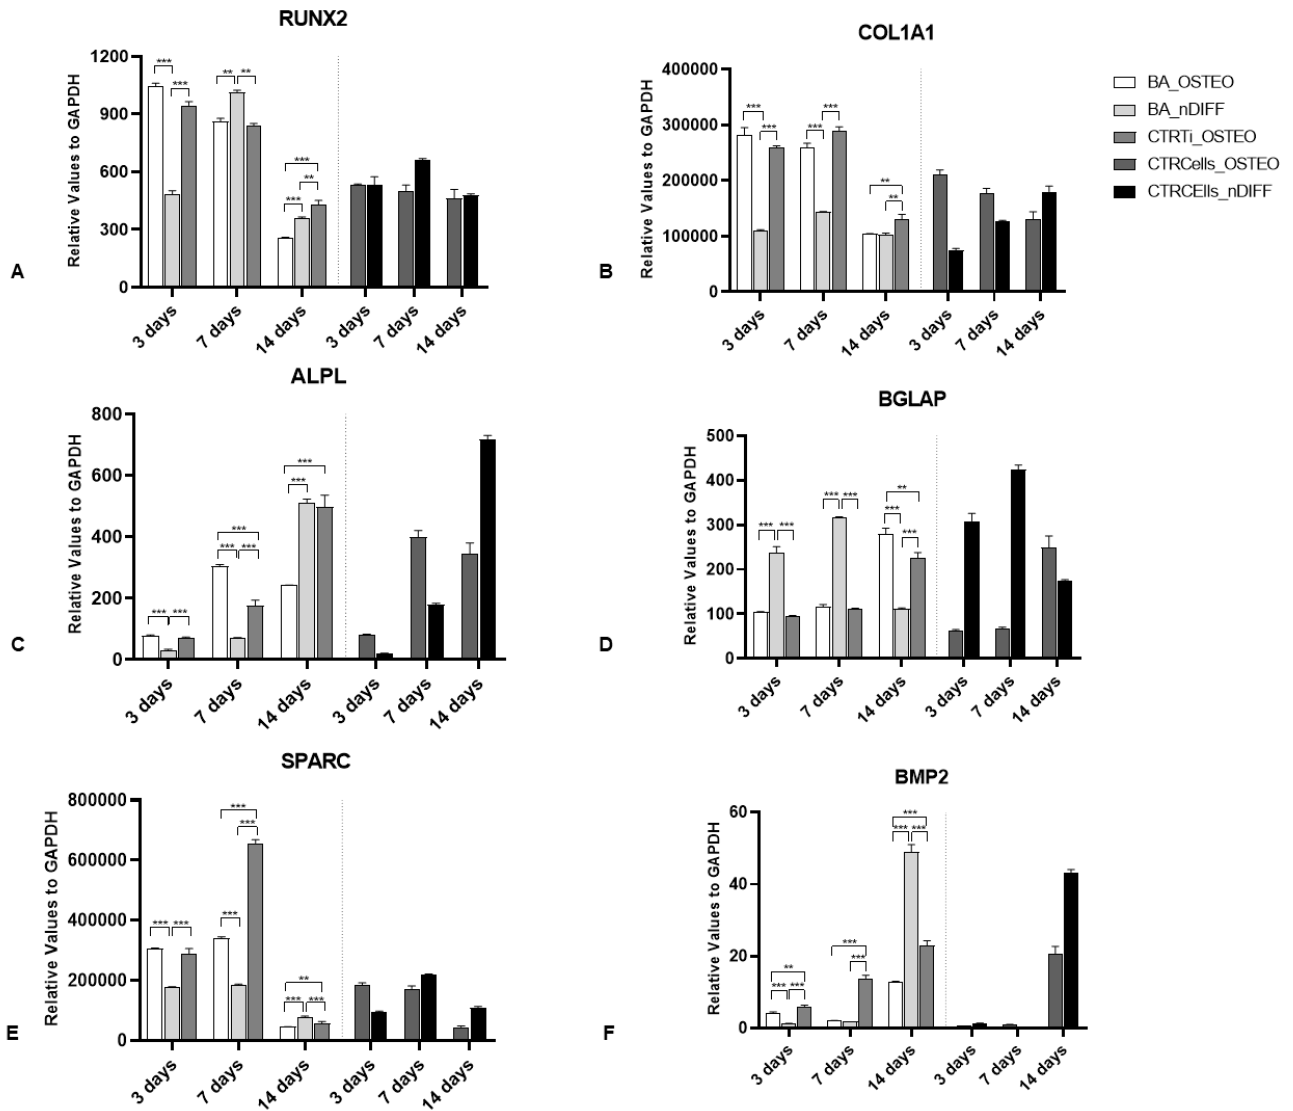 RUNX2
Relative Values to GAPDH
1200
900
600
300
0
*** *** ** ** *** *** **
3 days 7 days 14 days 3 days 7 days 14 days
A
COL1A1
Relative Values to GAPDH
400000
300000
200000
100000
0
*** *** *** *** ** **
3 days 7 days 14 days 3 days 7 days 14 days
B
BA_OSTEO
BA_nDIFF
CTRTi_OSTEO
CTRCells_OSTEO
CTRCElls_nDIFF
ALPL
Relative Values to GAPDH
800
600
400
200
0
*** *** *** *** *** *** ***
3 days 7 days 14 days 3 days 7 days 14 days
C
BGLAP
Relative Values to GAPDH
500
400
300
200
100
0
*** *** *** *** ** *** ***
3 days 7 days 14 days 3 days 7 days 14 days
D
SPARC
Relative Values to GAPDH
800000
600000
400000
200000
0
*** *** *** *** *** ** *** ***
3 days 7 days 14 days 3 days 7 days 14 days
E
BMP2
Relative Values to GAPDH
60
40
20
0
** *** *** *** *** *** *** ***
3 days 7 days 14 days 3 days 7 days 14 days
F